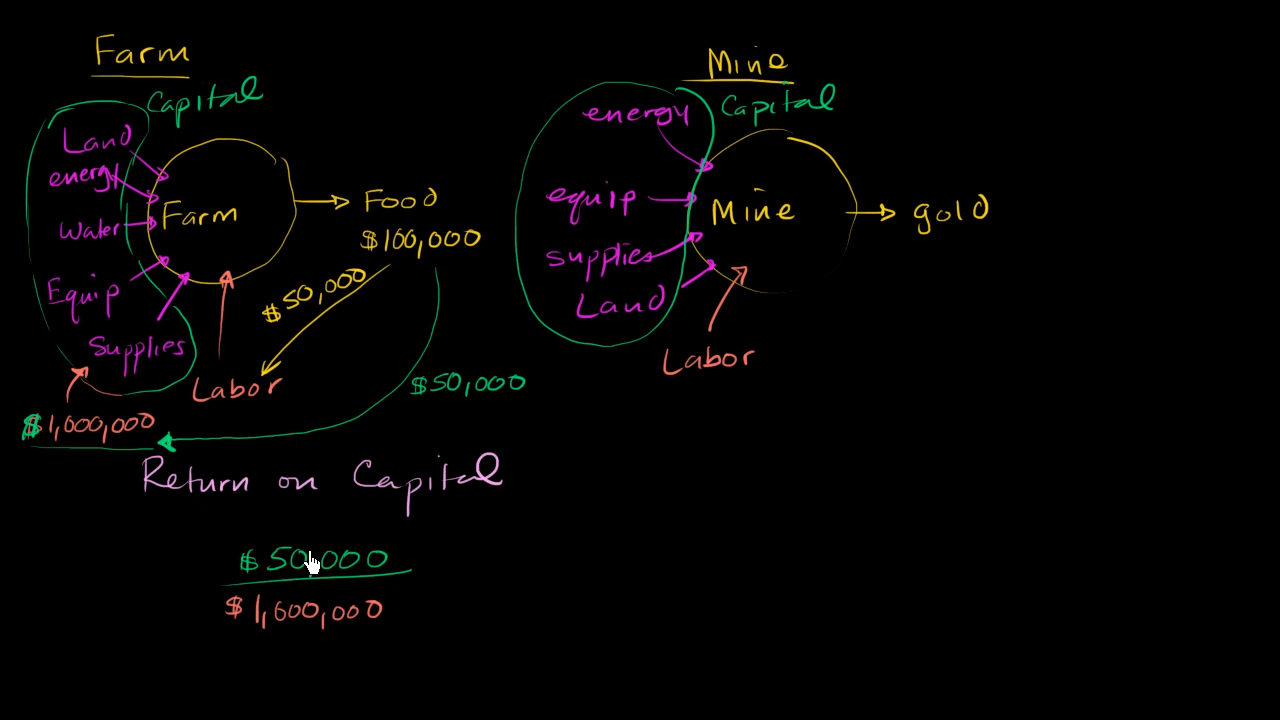 Farm
Capital
Land
energy
Water
Equip
Supplies
Farm
Food
$100,000
$50,000
Labor
$50,000
$1,000,000
Return on Capital
$50,000
$1,000,000
Mine
Capital
energy
equip
supplies
Land
Mine
gold
Labor